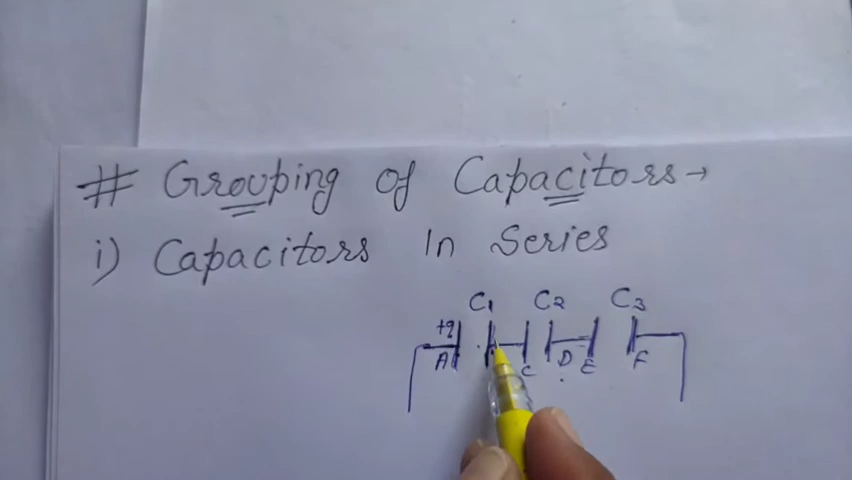 # Grouping of Capacitors →
i) Capacitors In Series
C1 C2 C3
+q
A C D E F